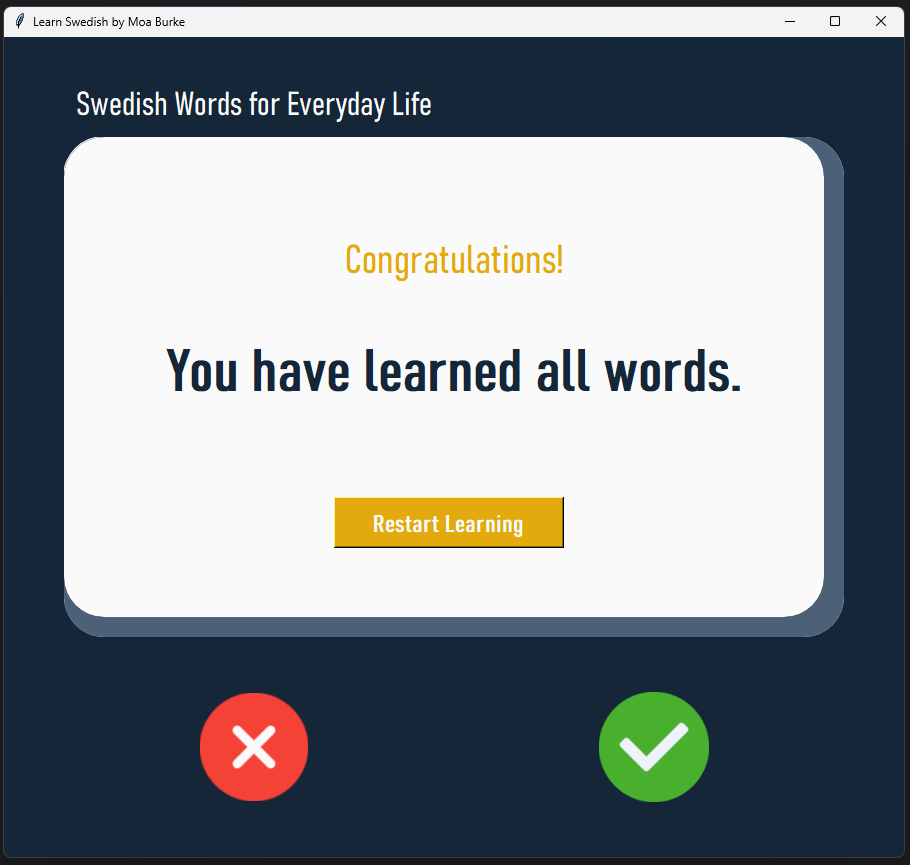 Learn Swedish by Moa Burke
Swedish Words for Everyday Life
Congratulations!
You have learned all words.
Restart Learning